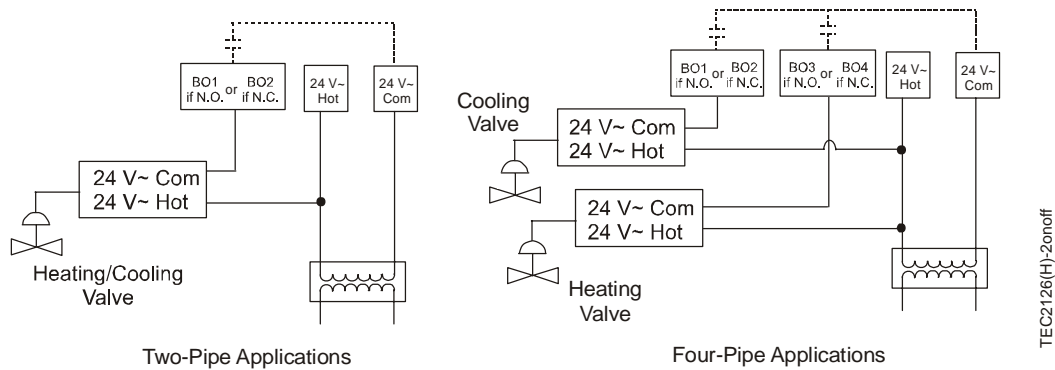 BO1 or BO2
if N.O. if N.C.
24 V~
Hot
24 V~
Com
24 V~ Com
24 V~ Hot
Heating/Cooling
Valve
Two-Pipe Applications
BO1 or BO2
if N.O. if N.C.
BO3 or BO4
if N.O. if N.C.
24 V~
Hot
24 V~
Com
Cooling
Valve
24 V~ Com
24 V~ Hot
24 V~ Com
24 V~ Hot
Heating
Valve
Four-Pipe Applications
TEC2126(H)-2onoff